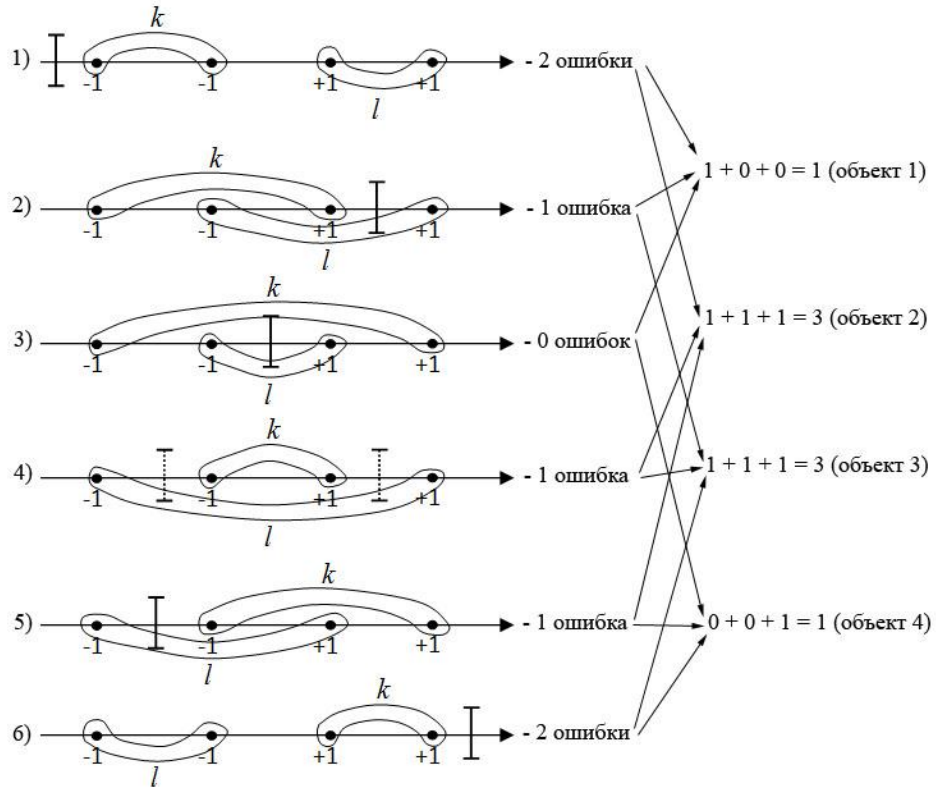 k
1) -1 -1 +1 +1 - 2 ошибки
l
1 + 0 + 0 = 1 (объект 1)
k
2) -1 -1 +1 +1 - 1 ошибка
l
k
1 + 1 + 1 = 3 (объект 2)
3) -1 -1 +1 +1 - 0 ошибок
l
k
1 + 1 + 1 = 3 (объект 3)
4) -1 -1 +1 +1 - 1 ошибка
l
k
5) -1 -1 +1 +1 - 1 ошибка
0 + 0 + 1 = 1 (объект 4)
l
k
6) -1 -1 +1 +1 - 2 ошибки
l